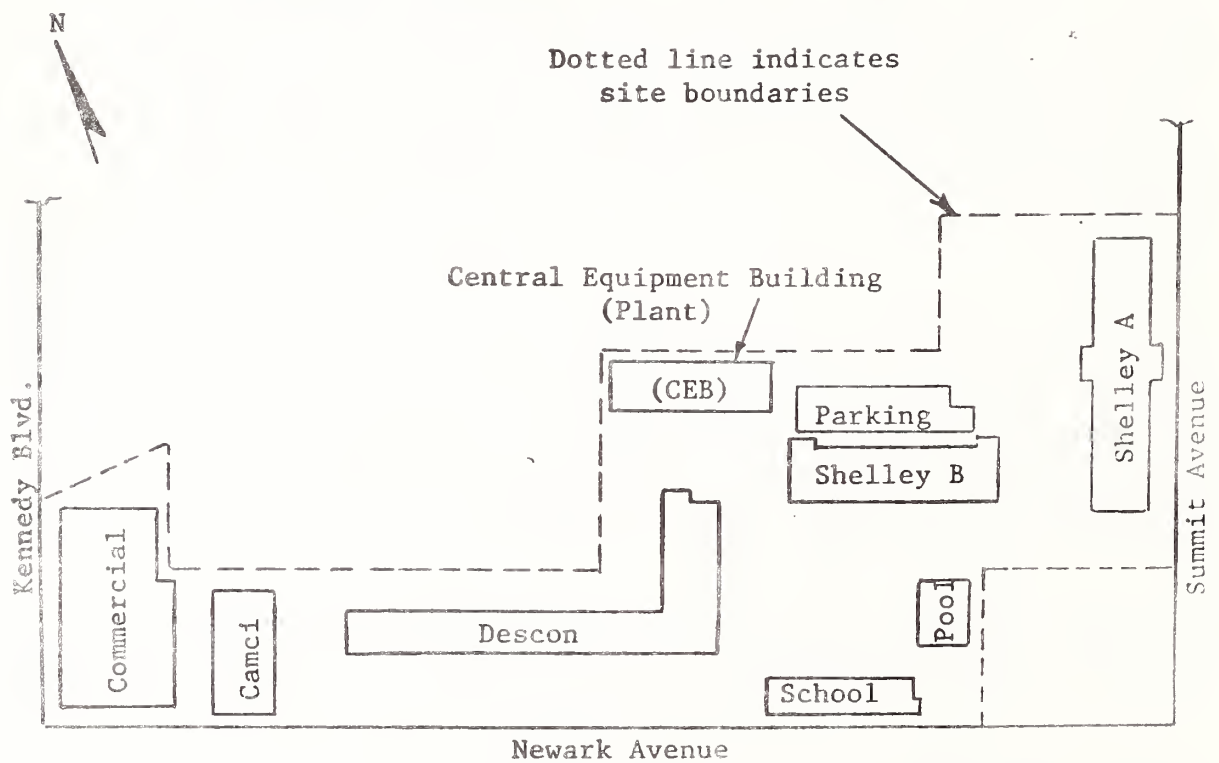 N
Dotted line indicates
site boundaries
Central Equipment Building
(Plant)
(CEB)
Parking
Shelley B
Shelley A
Summit Avenue
Kennedy Blvd.
Commercial
Camci
Descon
Pool
School
Newark Avenue